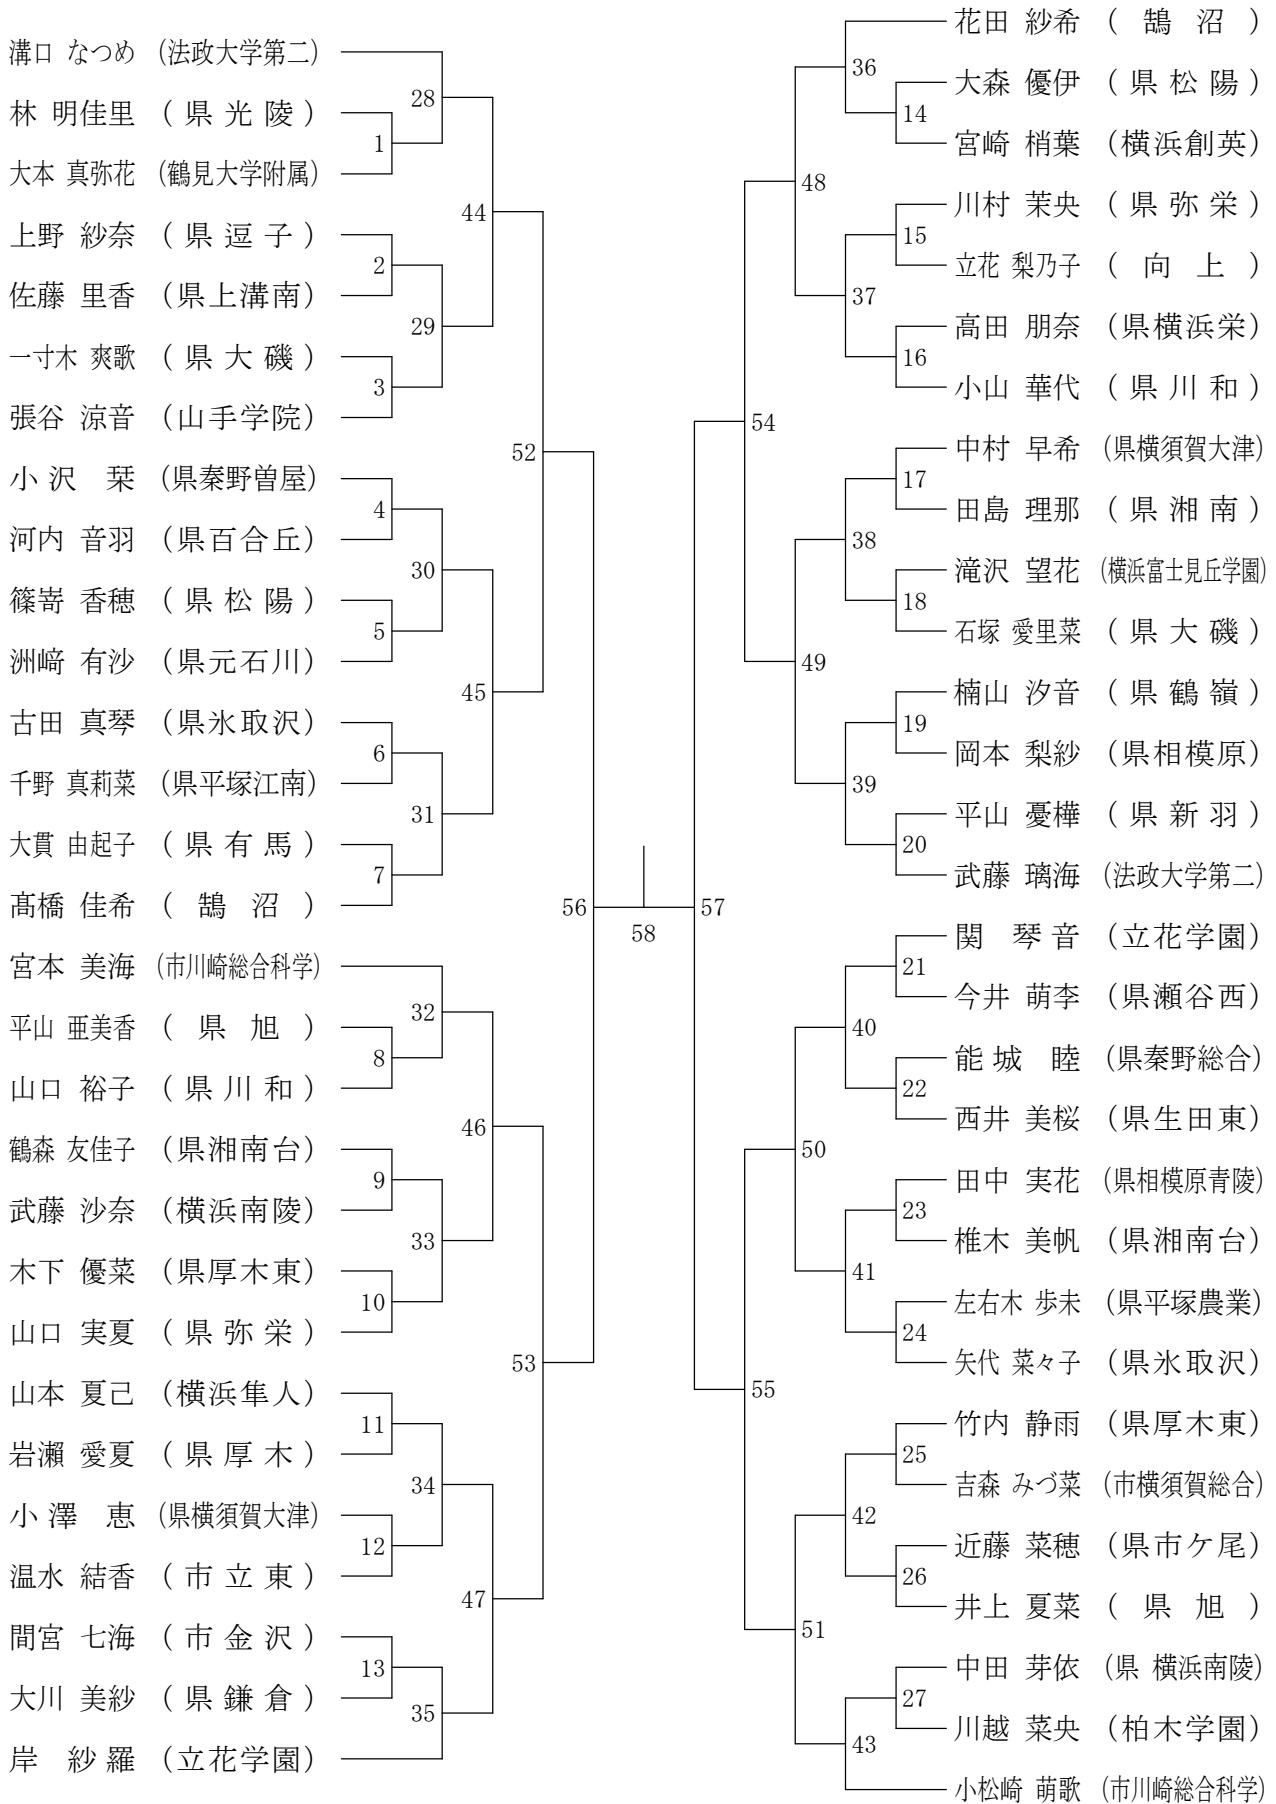 溝口 なつめ (法政大学第二)
林 明佳里 (県光陵)
大本 真弥花 (鶴見大学附属)
上野 紗奈 (県逗子)
佐藤 里香 (県上溝南)
一寸木 爽歌 (県大磯)
張谷 涼音 (山手学院)
小沢 栞 (県秦野曽屋)
河内 音羽 (県百合丘)
篠嵜 香穂 (県松陽)
洲﨑 有沙 (県元石川)
古田 真琴 (県氷取沢)
千野 真莉菜 (県平塚江南)
大貫 由起子 (県有馬)
髙橋 佳希 (鵠沼)
宮本 美海 (市川崎総合科学)
平山 亜美香 (県旭)
山口 裕子 (県川和)
鶴森 友佳子 (県湘南台)
武藤 沙奈 (横浜南陵)
木下 優菜 (県厚木東)
山口 実夏 (県弥栄)
山本 夏己 (横浜隼人)
岩瀬 愛夏 (県厚木)
小澤 恵 (県横須賀大津)
温水 結香 (市立東)
間宮 七海 (市金沢)
大川 美紗 (県鎌倉)
岸 紗羅 (立花学園)
1
2
3
4
5
6
7
8
9
10
11
12
13
28
29
30
31
32
33
34
35
44
45
46
47
52
53
56
58
57
54
55
48
49
50
51
36
37
38
39
40
41
42
43
14
15
16
17
18
19
20
21
22
23
24
25
26
27
花田 紗希 (鵠沼)
大森 優伊 (県松陽)
宮崎 梢葉 (横浜創英)
川村 茉央 (県弥栄)
立花 梨乃子 (向上)
高田 朋奈 (県横浜栄)
小山 華代 (県川和)
中村 早希 (県横須賀大津)
田島 理那 (県湘南)
滝沢 望花 (横浜富士見丘学園)
石塚 愛里菜 (県大磯)
楠山 汐音 (県鶴嶺)
岡本 梨紗 (県相模原)
平山 憂樺 (県新羽)
武藤 璃海 (法政大学第二)
関 琴音 (立花学園)
今井 萌李 (県瀬谷西)
能城 睦 (県秦野総合)
西井 美桜 (県生田東)
田中 実花 (県相模原青陵)
椎木 美帆 (県湘南台)
左右木 歩未 (県平塚農業)
矢代 菜々子 (県氷取沢)
竹内 静雨 (県厚木東)
吉森 みづ菜 (市横須賀総合)
近藤 菜穂 (県市ケ尾)
井上 夏菜 (県旭)
中田 芽依 (県 横浜南陵)
川越 菜央 (柏木学園)
小松崎 萌歌 (市川崎総合科学)